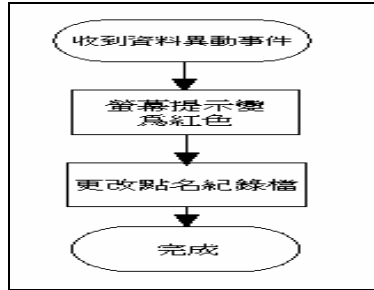 收到資料異動事件
螢幕提示變
為紅色
更改點名紀錄檔
完成